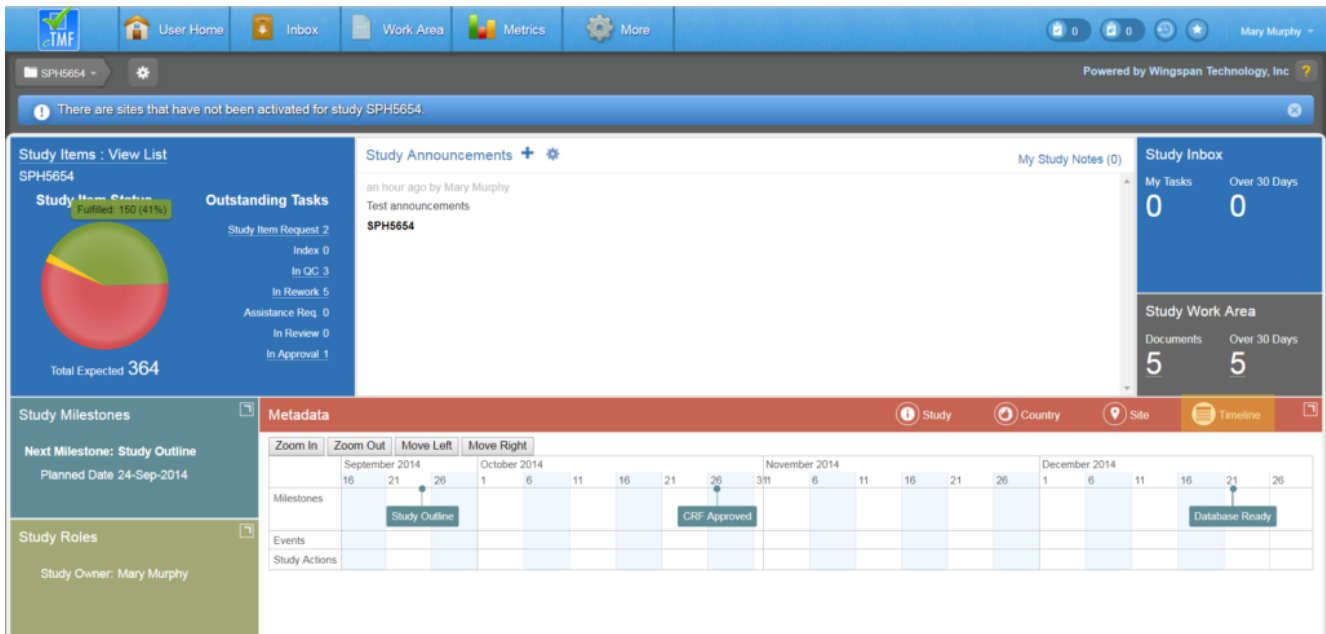 eTMF
User Home
Inbox
Work Area
Metrics
More
0
0
Mary Murphy
SPH5654
Powered by Wingspan Technology, Inc ?
There are sites that have not been activated for study SPH5654.
Study Items : View List
SPH5654
Study Item Status
Fulfilled: 150 (41%)
Total Expected 364
Outstanding Tasks
Study Item Request 2
Index 0
In QC 3
In Rework 5
Assistance Req. 0
In Review 0
In Approval 1
Study Announcements
My Study Notes (0)
an hour ago by Mary Murphy
Test announcements
SPH5654
Study Inbox
My Tasks Over 30 Days
0 0
Study Work Area
Documents Over 30 Days
5 5
Study Milestones
Next Milestone: Study Outline
Planned Date 24-Sep-2014
Study Roles
Study Owner: Mary Murphy
Metadata
Study
Country
Site
Timeline
Zoom In Zoom Out Move Left Move Right
September 2014 October 2014 November 2014 December 2014
16 21 26 1 6 11 16 21 26 31 1 6 11 16 21 26 1 6 11 16 21 26
Milestones
Study Outline CRF Approved Database Ready
Events
Study Actions